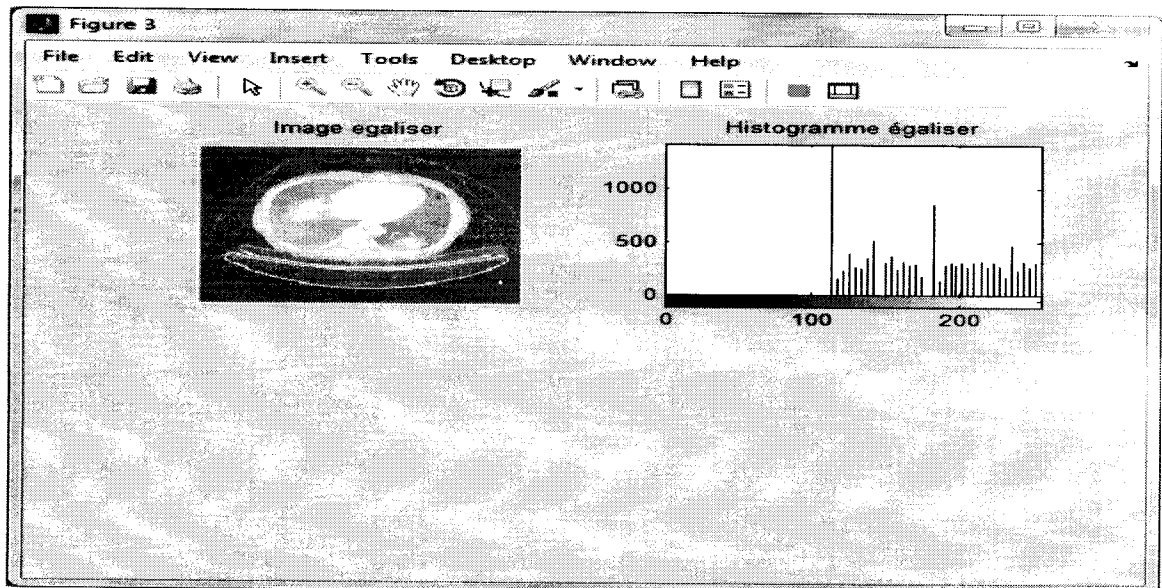 Figure 3
File Edit View Insert Tools Desktop Window Help
Image egaliser
Histogramme égaliser
1000
500
0
0 100 200